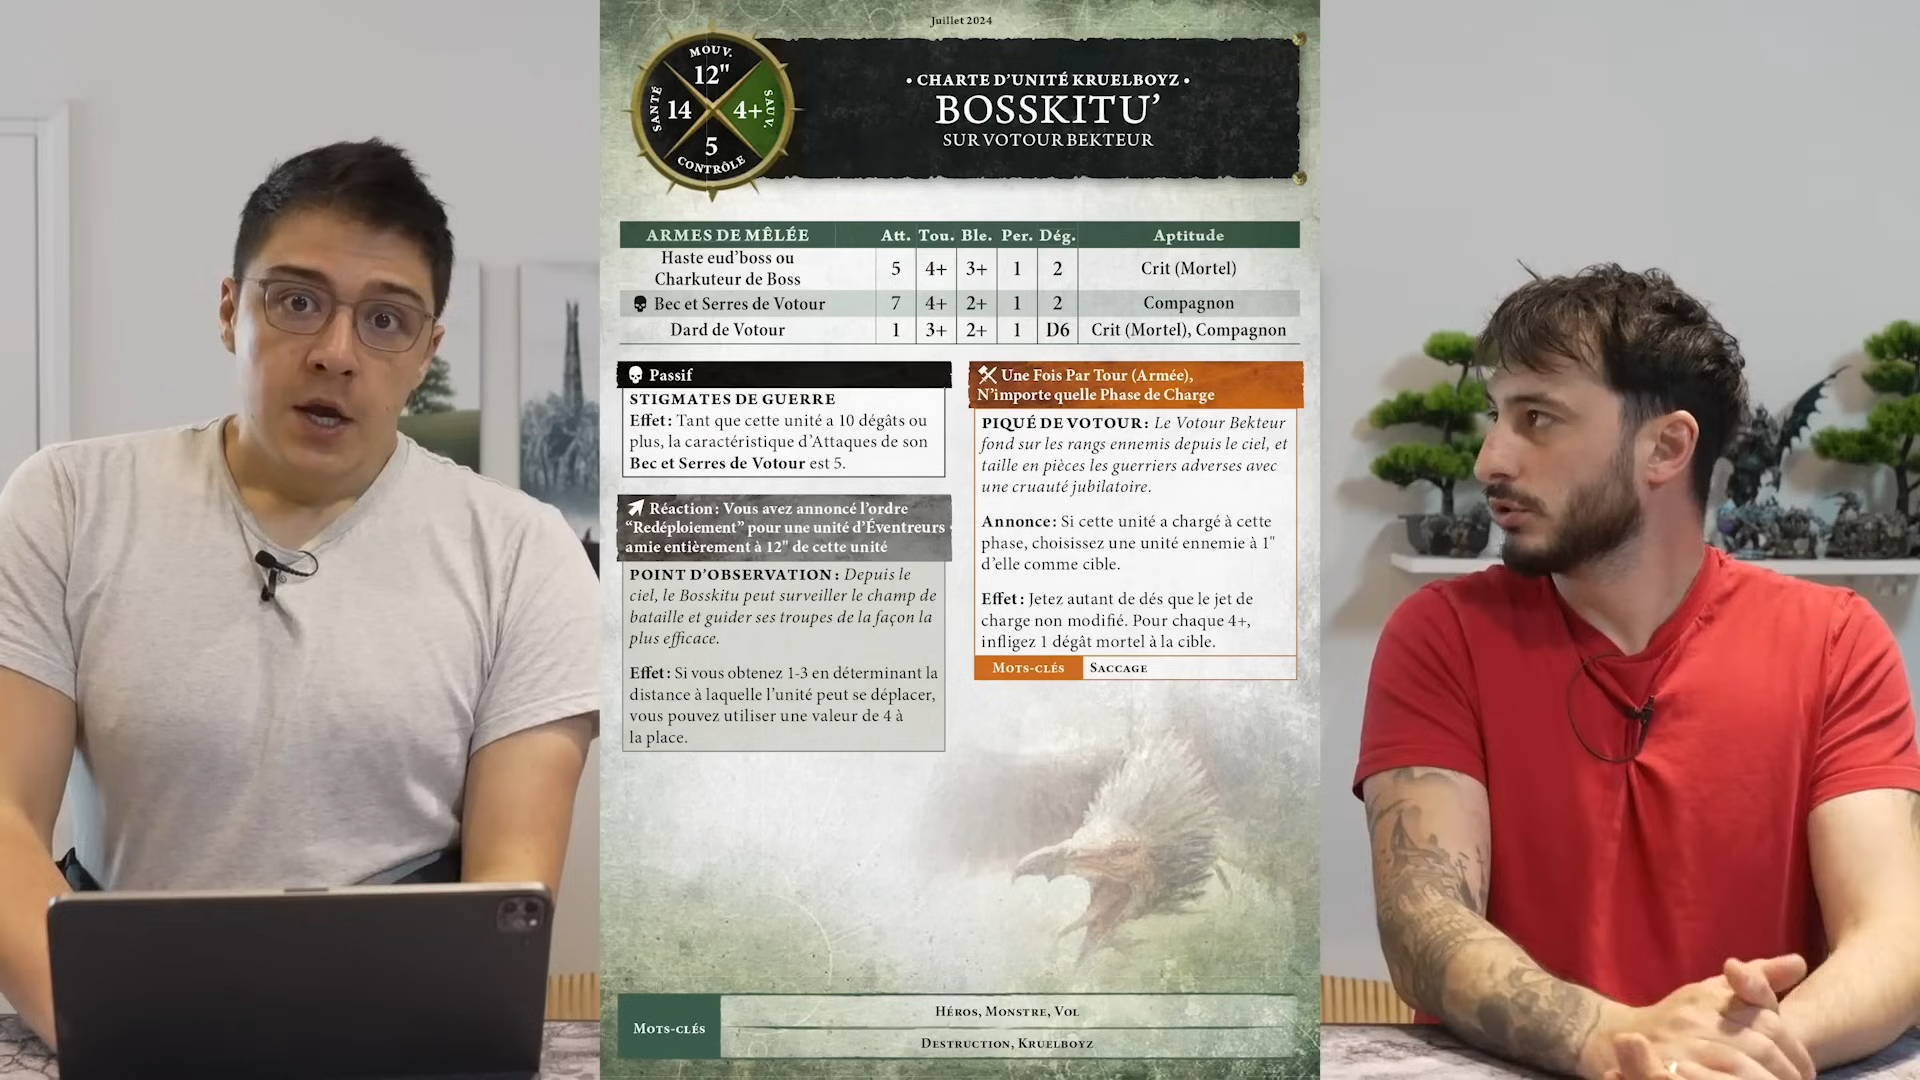 Juillet 2024
MOUV.
12"
SANTÉ
14
4+
SAUV.
5
CONTRÔLE
• CHARTE D'UNITÉ KRUELBOYZ •
BOSSKITU'
SUR VOTOUR BEKTEUR
ARMES DE MÊLÉE Att. Tou. Ble. Per. Dég. Aptitude
Haste eud'boss ou
Charkuteur de Boss 5 4+ 3+ 1 2 Crit (Mortel)
Bec et Serres de Votour 7 4+ 2+ 1 2 Compagnon
Dard de Votour 1 3+ 2+ 1 D6 Crit (Mortel), Compagnon
Passif
STIGMATES DE GUERRE
Effet : Tant que cette unité a 10 dégâts ou
plus, la caractéristique d'Attaques de son
Bec et Serres de Votour est 5.
Réaction : Vous avez annoncé l'ordre
“Redéploiement” pour une unité d'Éventreurs
amie entièrement à 12" de cette unité
POINT D'OBSERVATION : Depuis le
ciel, le Bosskitu peut surveiller le champ de
bataille et guider ses troupes de la façon la
plus efficace.
Effet : Si vous obtenez 1-3 en déterminant la
distance à laquelle l'unité peut se déplacer,
vous pouvez utiliser une valeur de 4 à
la place.
Une Fois Par Tour (Armée),
N'importe quelle Phase de Charge
PIQUÉ DE VOTOUR : Le Votour Bekteur
fond sur les rangs ennemis depuis le ciel, et
taille en pièces les guerriers adverses avec
une cruauté jubilatoire.
Annonce : Si cette unité a chargé à cette
phase, choisissez une unité ennemie à 1"
d'elle comme cible.
Effet : Jetez autant de dés que le jet de
charge non modifié. Pour chaque 4+,
infligez 1 dégât mortel à la cible.
MOTS-CLÉS SACCAGE
MOTS-CLÉS
HÉROS, MONSTRE, VOL
DESTRUCTION, KRUELBOYZ